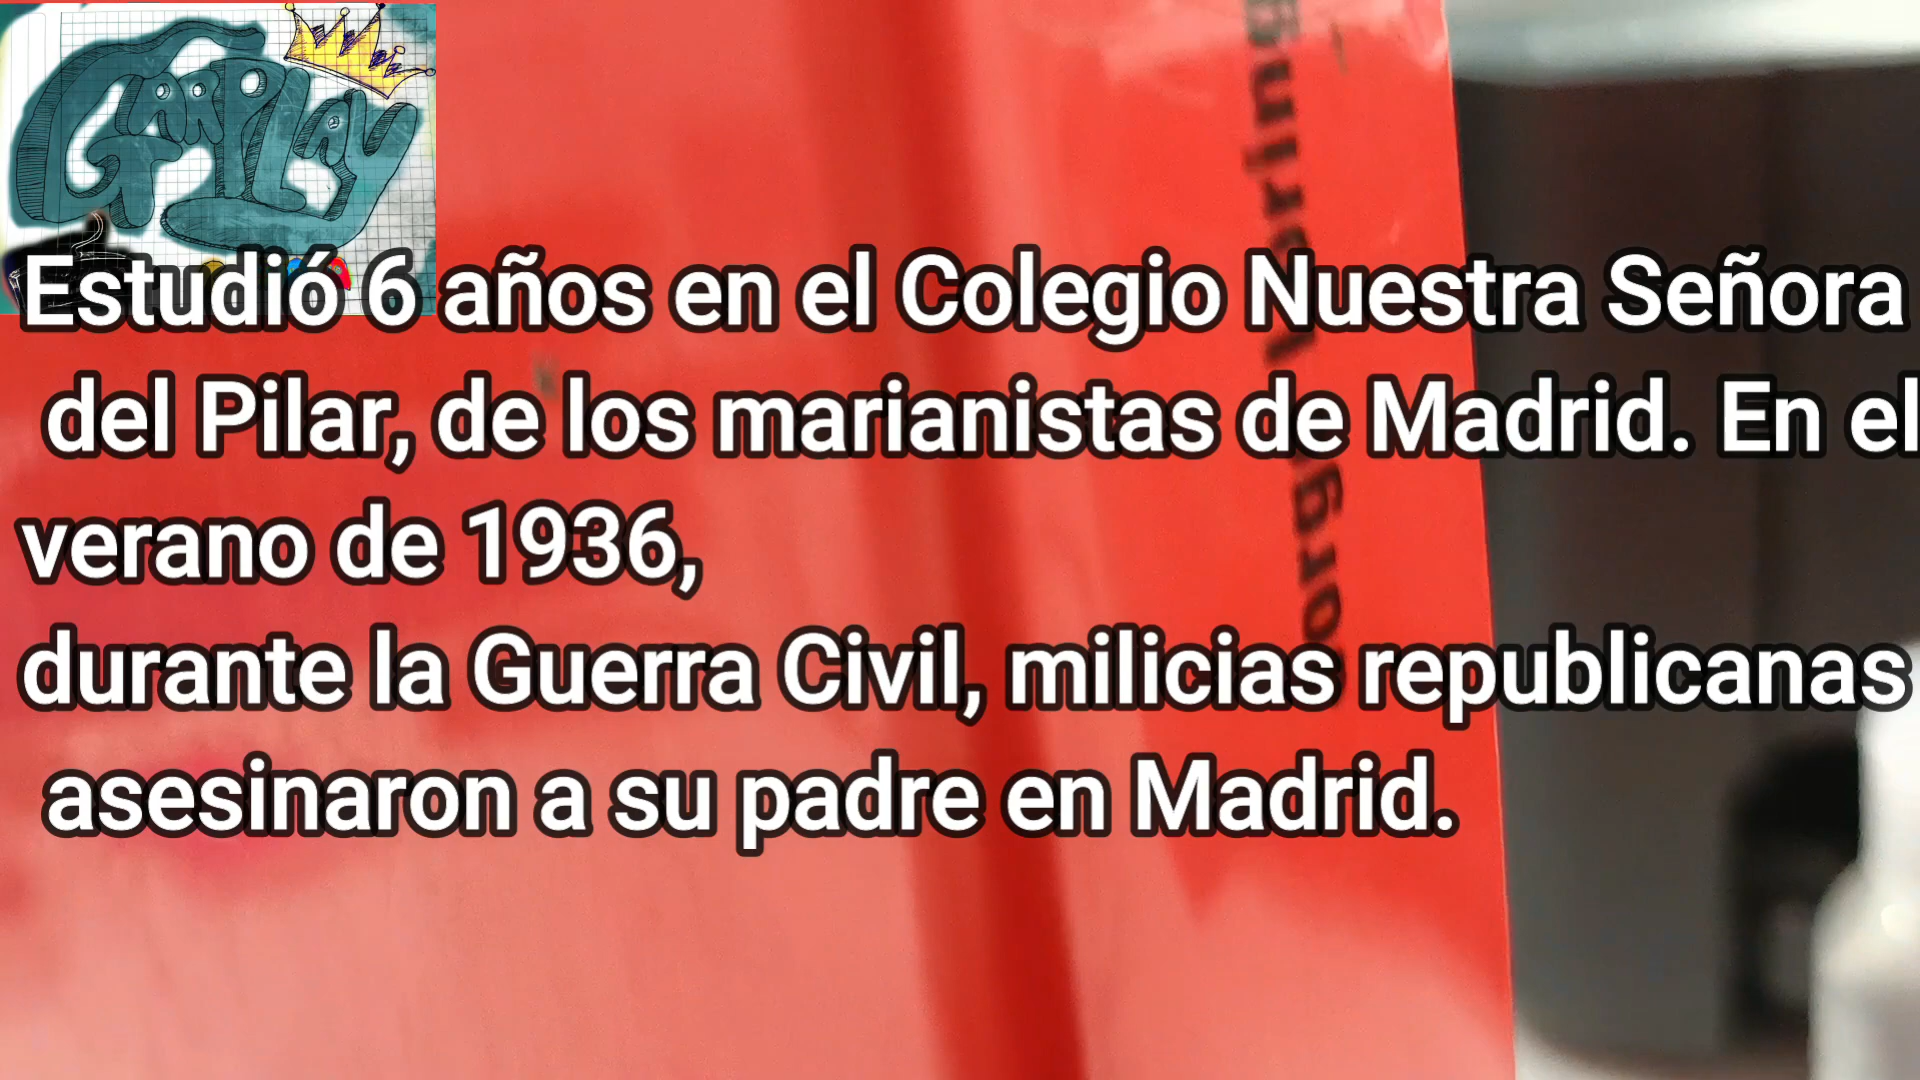 GARPLAY
Estudió 6 años en el Colegio Nuestra Señora
del Pilar, de los marianistas de Madrid. En el
verano de 1936,
durante la Guerra Civil, milicias republicanas
asesinaron a su padre en Madrid.